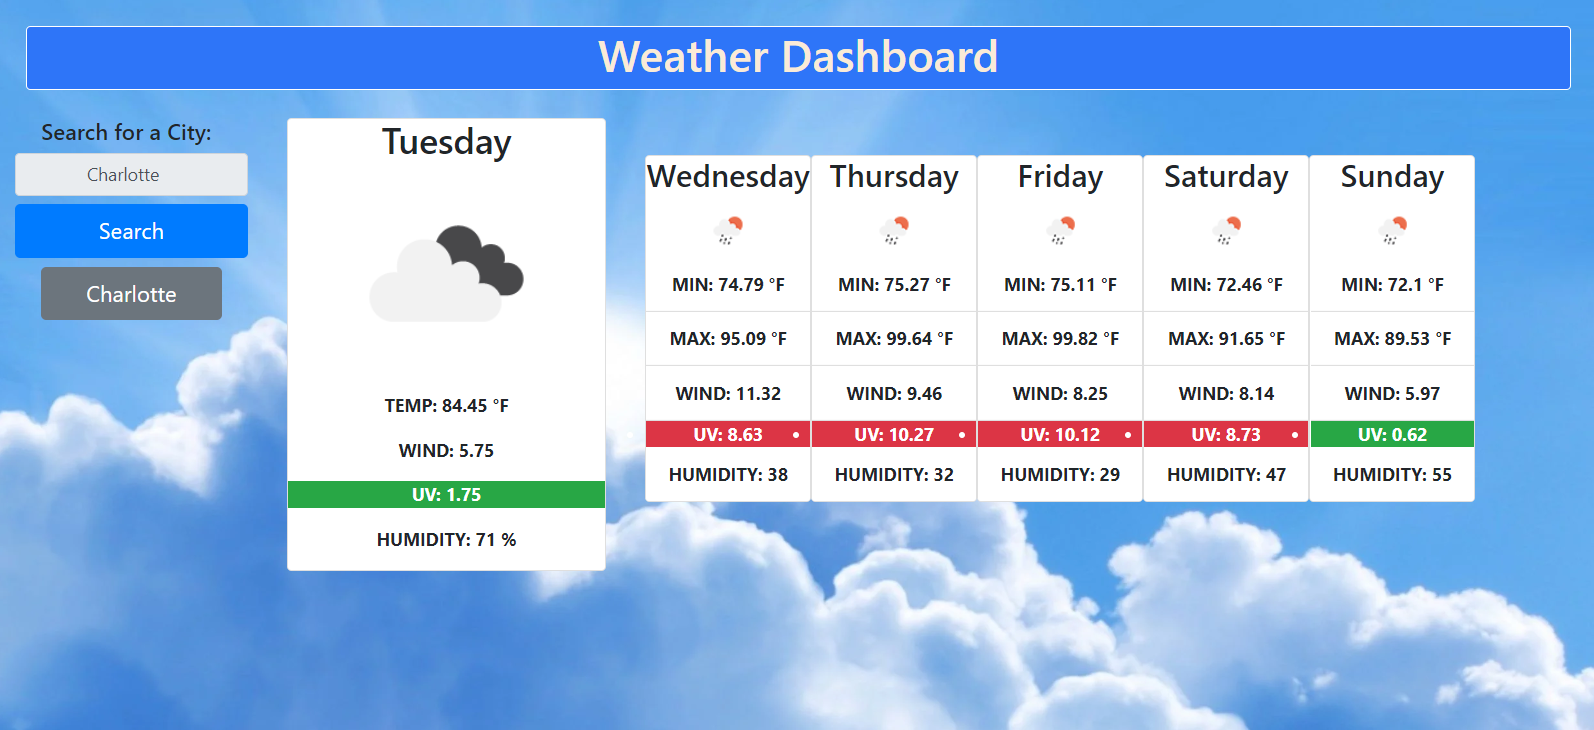 Weather Dashboard
Search for a City:
Charlotte
Search
Charlotte
Tuesday
TEMP: 84.45 °F
WIND: 5.75
UV: 1.75
HUMIDITY: 71 %
Wednesday
MIN: 74.79 °F
MAX: 95.09 °F
WIND: 11.32
UV: 8.63
HUMIDITY: 38
Thursday
MIN: 75.27 °F
MAX: 99.64 °F
WIND: 9.46
UV: 10.27
HUMIDITY: 32
Friday
MIN: 75.11 °F
MAX: 99.82 °F
WIND: 8.25
UV: 10.12
HUMIDITY: 29
Saturday
MIN: 72.46 °F
MAX: 91.65 °F
WIND: 8.14
UV: 8.73
HUMIDITY: 47
Sunday
MIN: 72.1 °F
MAX: 89.53 °F
WIND: 5.97
UV: 0.62
HUMIDITY: 55